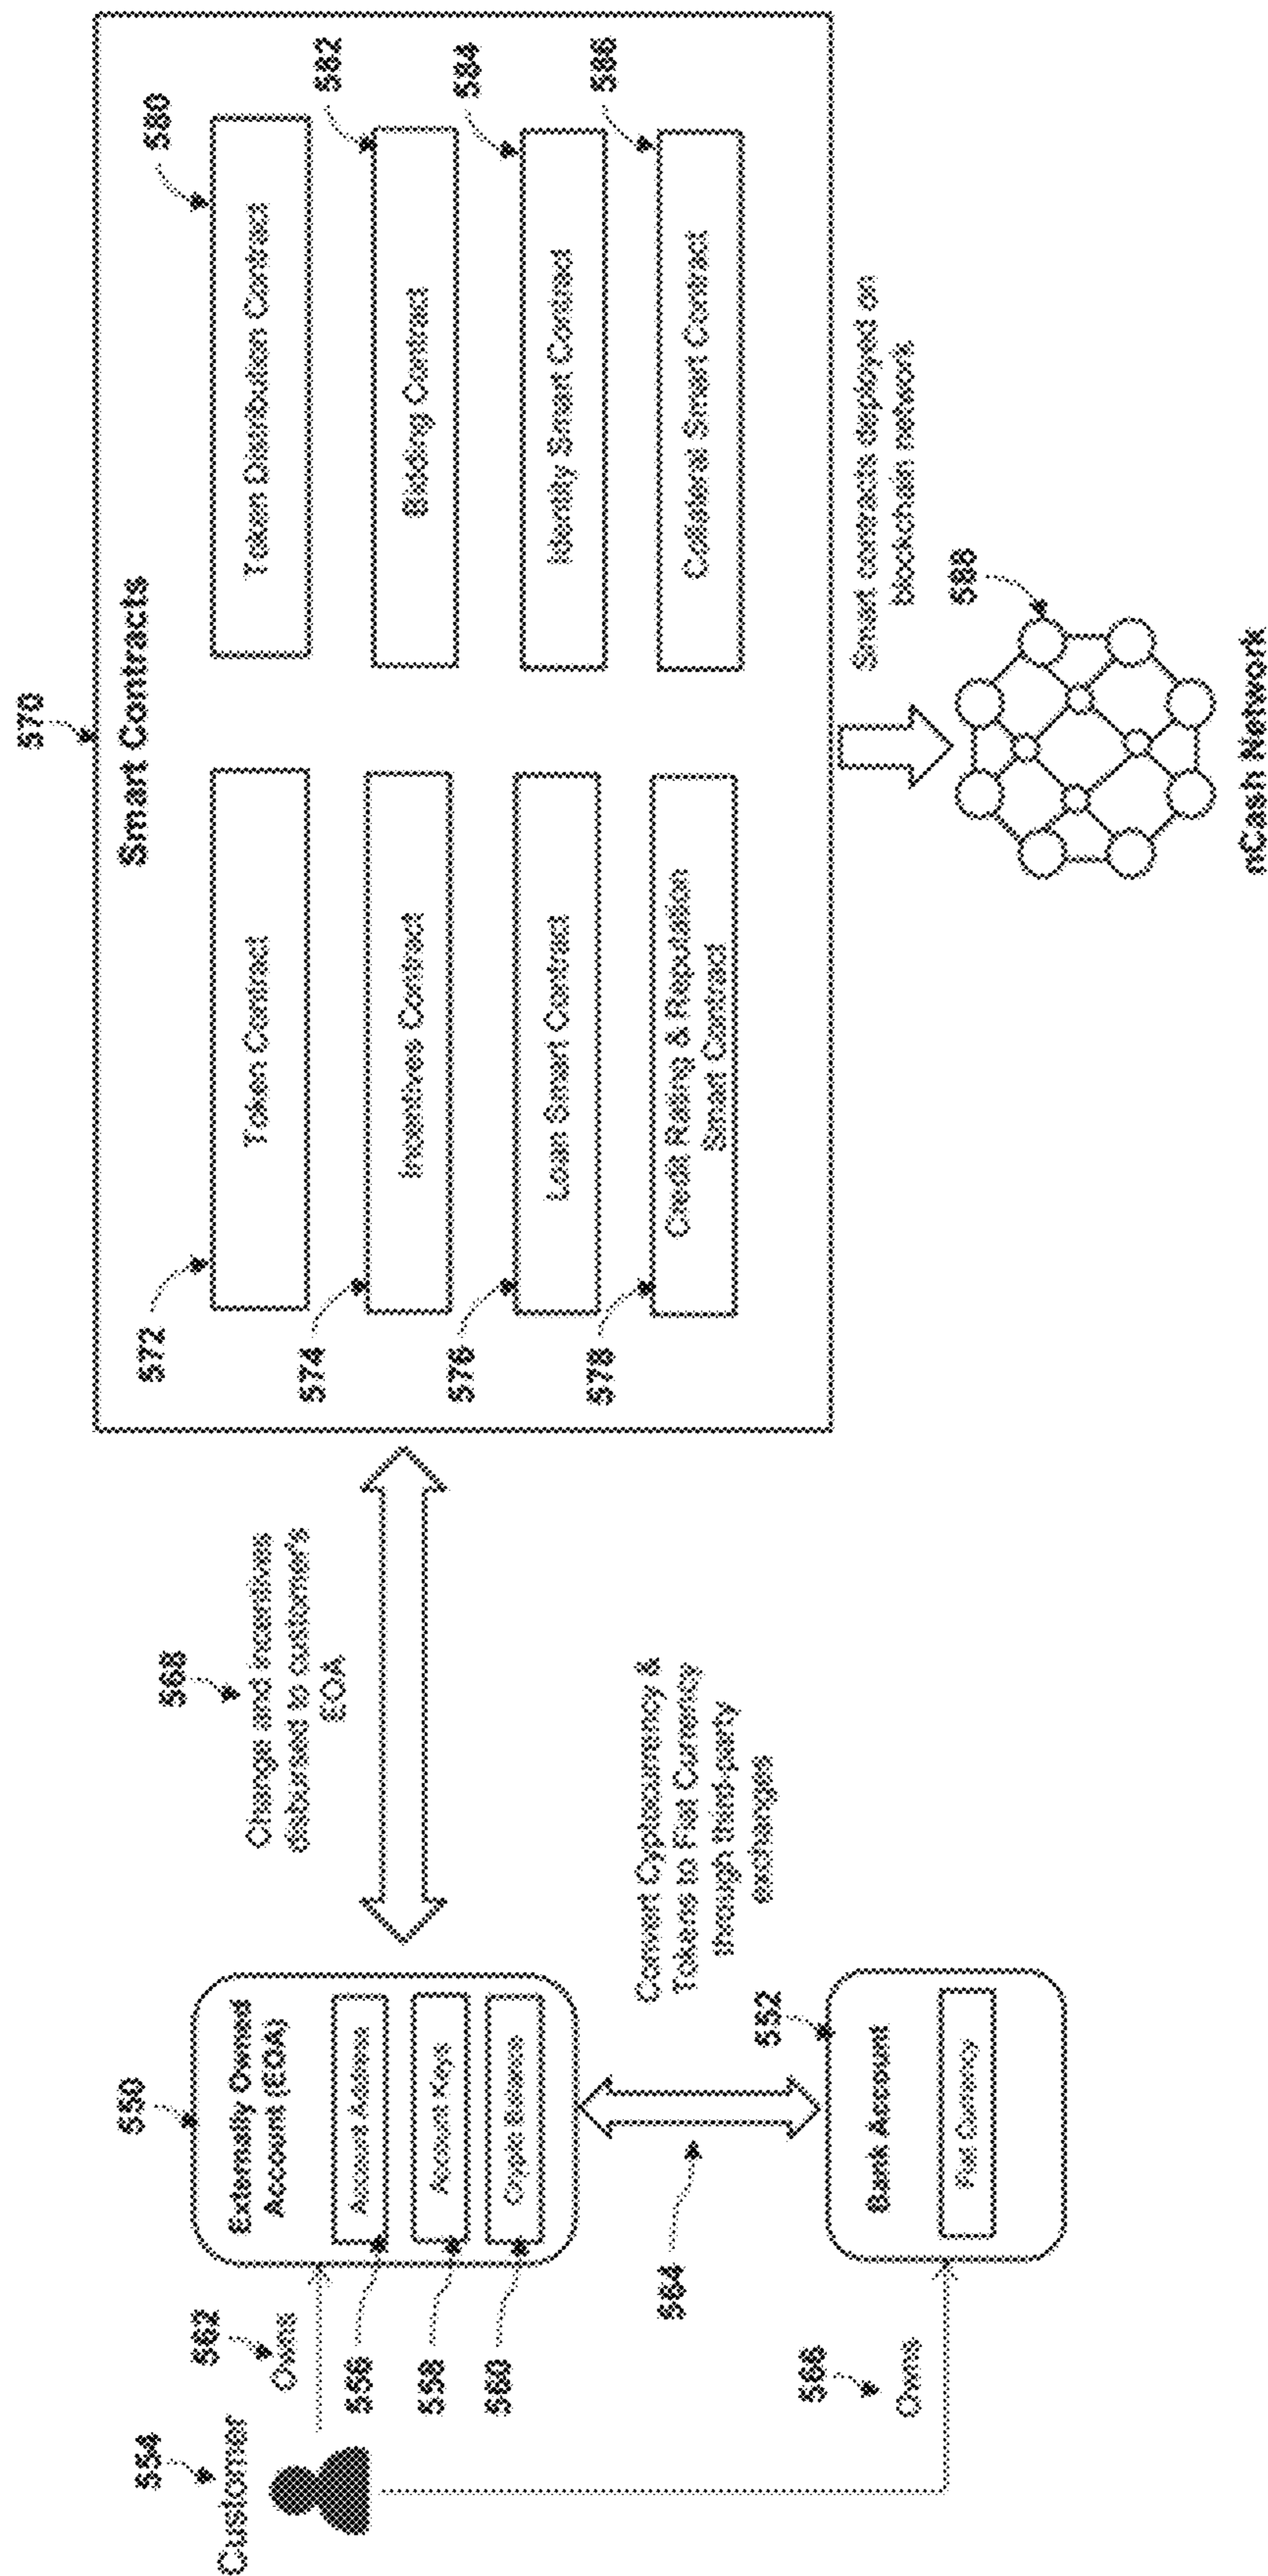 554
Customer
562
Owns
566
Owns
550
Externally Owned
Account (EOA)
556
Account Address
558
Account Keys
560
Crypto Balance
564
Convert Cyptocurrency &
Tokens to Fiat Currency
through third-party
exchanges
552
Bank Account
Fiat Currency
568
Change and incentives
disbursed to customer's
EOA
570
Smart Contracts
572
Token Contract
574
Incentives Contract
576
Loan Smart Contract
578
Credit Rating & Reputation
Smart Contract
580
Token Distribution Contract
582
Bidding Contract
584
Identity Smart Contract
586
Collateral Smart Contract
Smart contracts deployed on
blockchain network
588
nCash Network